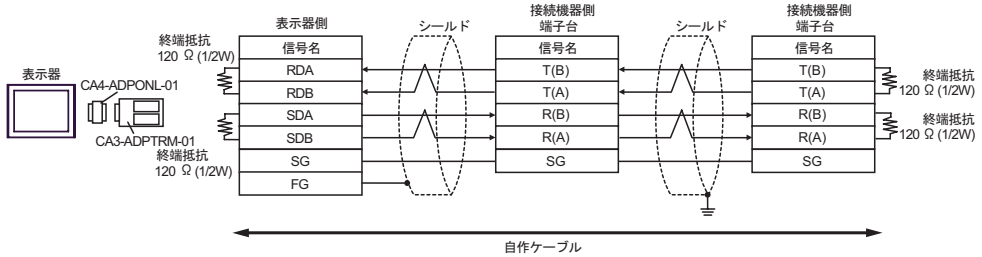 表示器
CA4-ADPONL-01
CA3-ADPTRM-01
終端抵抗
120 Ω (1/2W)
終端抵抗
120 Ω (1/2W)
表示器側
信号名
RDA
RDB
SDA
SDB
SG
FG
シールド
接続機器側
端子台
信号名
T(B)
T(A)
R(B)
R(A)
SG
シールド
接続機器側
端子台
信号名
T(B)
T(A)
R(B)
R(A)
SG
終端抵抗
120 Ω (1/2W)
終端抵抗
120 Ω (1/2W)
自作ケーブル